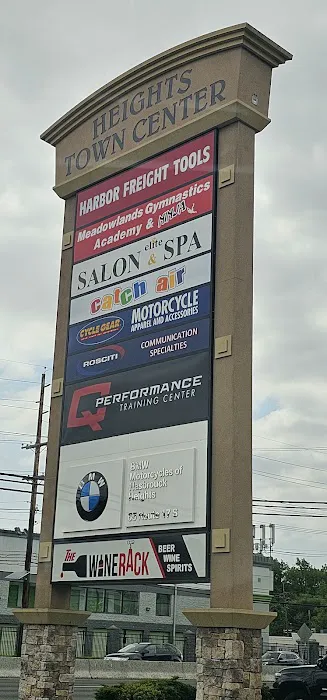 HEIGHTS
TOWN CENTER
HARBOR FREIGHT TOOLS
Meadowlands Gymnastics
Academy & NINJA
elite
SALON & SPA
catch air
CYCLE GEAR
MOTORCYCLE
APPAREL AND ACCESSORIES
ROSCITI
COMMUNICATION
SPECIALTIES
PERFORMANCE
TRAINING CENTER
BMW
BMW
Motorcycles of
Hasbrouck
Heights
THE
WINERACK
BEER
WINE
SPIRITS